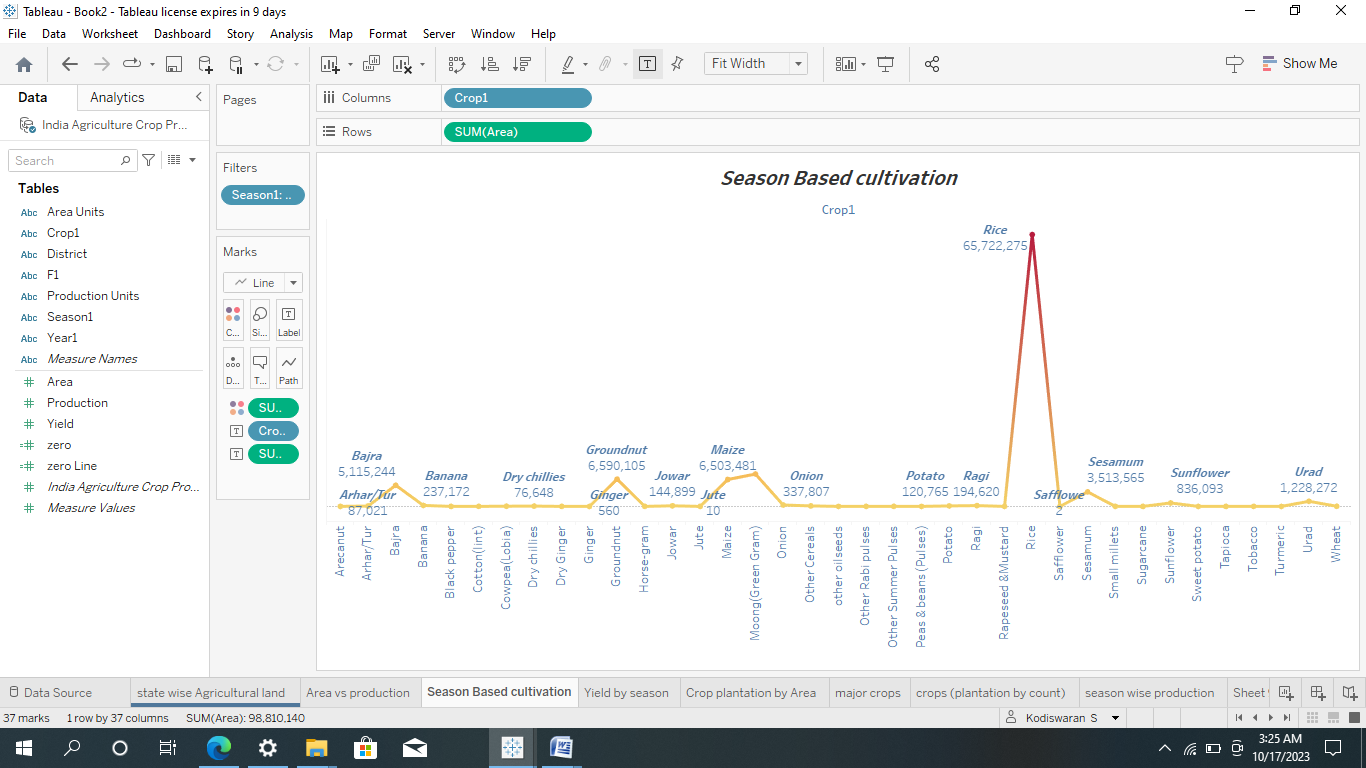 Tableau - Book2 - Tableau license expires in 9 days
File Data Worksheet Dashboard Story Analysis Map Format Server Window Help
Fit Width
Show Me
Data Analytics
India Agriculture Crop Pr...
Search
Tables
Abc Area Units
Abc Crop1
Abc District
Abc F1
Abc Production Units
Abc Season1
Abc Year1
Abc Measure Names
# Area
# Production
# Yield
=# zero
=# zero Line
# India Agriculture Crop Pro...
# Measure Values
Pages
Filters
Season1: ..
Marks
Line
C... Si... Label
D... T... Path
SU..
T Cro..
T SU..
Columns Crop1
Rows SUM(Area)
Season Based cultivation
Crop1
Rice
65,722,275
Bajra
5,115,244
Arhar/Tur
87,021
Banana
237,172
Dry chillies
76,648
Groundnut
6,590,105
Ginger
560
Jowar
144,899
Jute
10
Maize
6,503,481
Onion
337,807
Potato
120,765
Ragi
194,620
Safflowe
2
Sesamum
3,513,565
Sunflower
836,093
Urad
1,228,272
Arecanut
Arhar/Tur
Bajra
Banana
Black pepper
Cotton(lint)
Cowpea(Lobia)
Dry chillies
Dry Ginger
Ginger
Groundnut
Horse-gram
Jowar
Jute
Maize
Moong(Green Gram)
Onion
Other Cereals
other oilseeds
Other Rabi pulses
Other Summer Pulses
Peas & beans (Pulses)
Potato
Ragi
Rapeseed &Mustard
Rice
Safflower
Sesamum
Small millets
Sugarcane
Sunflower
Sweet potato
Tapioca
Tobacco
Turmeric
Urad
Wheat
Data Source state wise Agricultural land Area vs production Season Based cultivation Yield by season Crop plantation by Area major crops crops (plantation by count) season wise production Sheet
37 marks 1 row by 37 columns SUM(Area): 98,810,140
Kodiswaran S
3:25 AM
10/17/2023